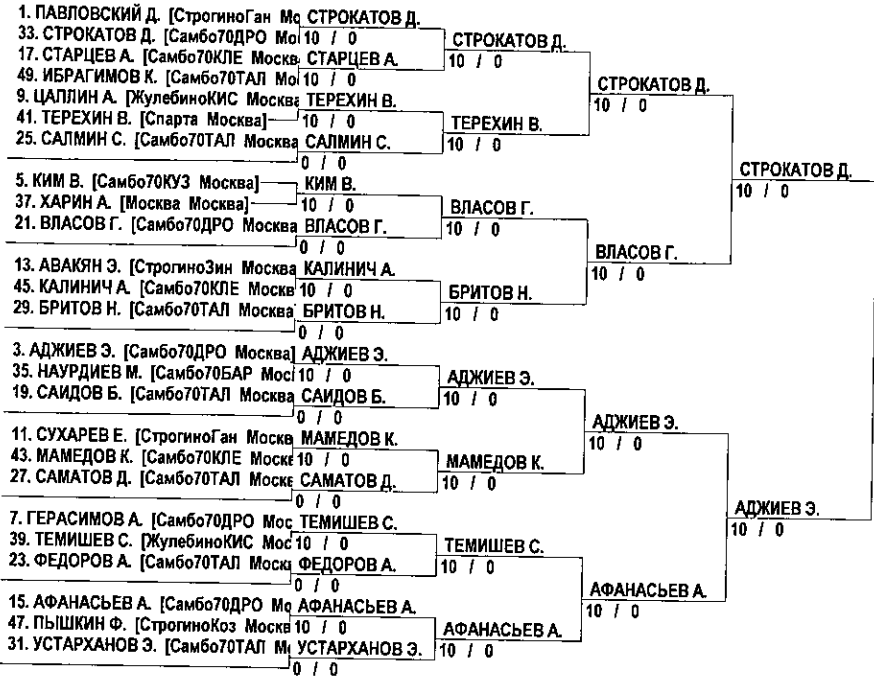 1. ПАВЛОВСКИЙ Д. [СтрогиноГан Мо СТРОКАТОВ Д.
33. СТРОКАТОВ Д. [Самбо70ДРО Мо 10 / 0 СТРОКАТОВ Д.
17. СТАРЦЕВ А. [Самбо70КЛЕ Москв СТАРЦЕВ А. 10 / 0
49. ИБРАГИМОВ К. [Самбо70ТАЛ Мо 10 / 0 СТРОКАТОВ Д.
9. ЦАПЛИН А. [ЖулебиноКИС Москва ТЕРЕХИН В. 10 / 0
41. ТЕРЕХИН В. [Спарта Москва] 10 / 0 ТЕРЕХИН В.
25. САЛМИН С. [Самбо70ТАЛ Москва САЛМИН С. 10 / 0
0 / 0 СТРОКАТОВ Д.
5. КИМ В. [Самбо70КУЗ Москва] КИМ В. 10 / 0
37. ХАРИН А. [Москва Москва] 10 / 0 ВЛАСОВ Г.
21. ВЛАСОВ Г. [Самбо70ДРО Москва ВЛАСОВ Г. 10 / 0
0 / 0 ВЛАСОВ Г.
13. АВАКЯН Э. [СтрогиноЗин Москва КАЛИНИЧ А. 10 / 0
45. КАЛИНИЧ А. [Самбо70КЛЕ Москв 10 / 0 БРИТОВ Н.
29. БРИТОВ Н. [Самбо70ТАЛ Москва БРИТОВ Н. 10 / 0
0 / 0
3. АДЖИЕВ Э. [Самбо70ДРО Москва] АДЖИЕВ Э.
35. НАУРДИЕВ М. [Самбо70БАР Мос 10 / 0 АДЖИЕВ Э.
19. САИДОВ Б. [Самбо70ТАЛ Москва САИДОВ Б. 10 / 0
0 / 0 АДЖИЕВ Э.
11. СУХАРЕВ Е. [СтрогиноГан Москв МАМЕДОВ К. 10 / 0
43. МАМЕДОВ К. [Самбо70КЛЕ Москв 10 / 0 МАМЕДОВ К.
27. САМАТОВ Д. [Самбо70ТАЛ Москв САМАТОВ Д. 10 / 0
0 / 0 АДЖИЕВ Э.
7. ГЕРАСИМОВ А. [Самбо70ДРО Мос ТЕМИШЕВ С. 10 / 0
39. ТЕМИШЕВ С. [ЖулебиноКИС Мос 10 / 0 ТЕМИШЕВ С.
23. ФЕДОРОВ А. [Самбо70ТАЛ Моск ФЕДОРОВ А. 10 / 0
0 / 0 АФАНАСЬЕВ А.
15. АФАНАСЬЕВ А. [Самбо70ДРО Мо АФАНАСЬЕВ А. 10 / 0
47. ПЫШКИН Ф. [СтрогиноКоз Москв 10 / 0 АФАНАСЬЕВ А.
31. УСТАРХАНОВ Э. [Самбо70ТАЛ М УСТАРХАНОВ Э. 10 / 0
0 / 0